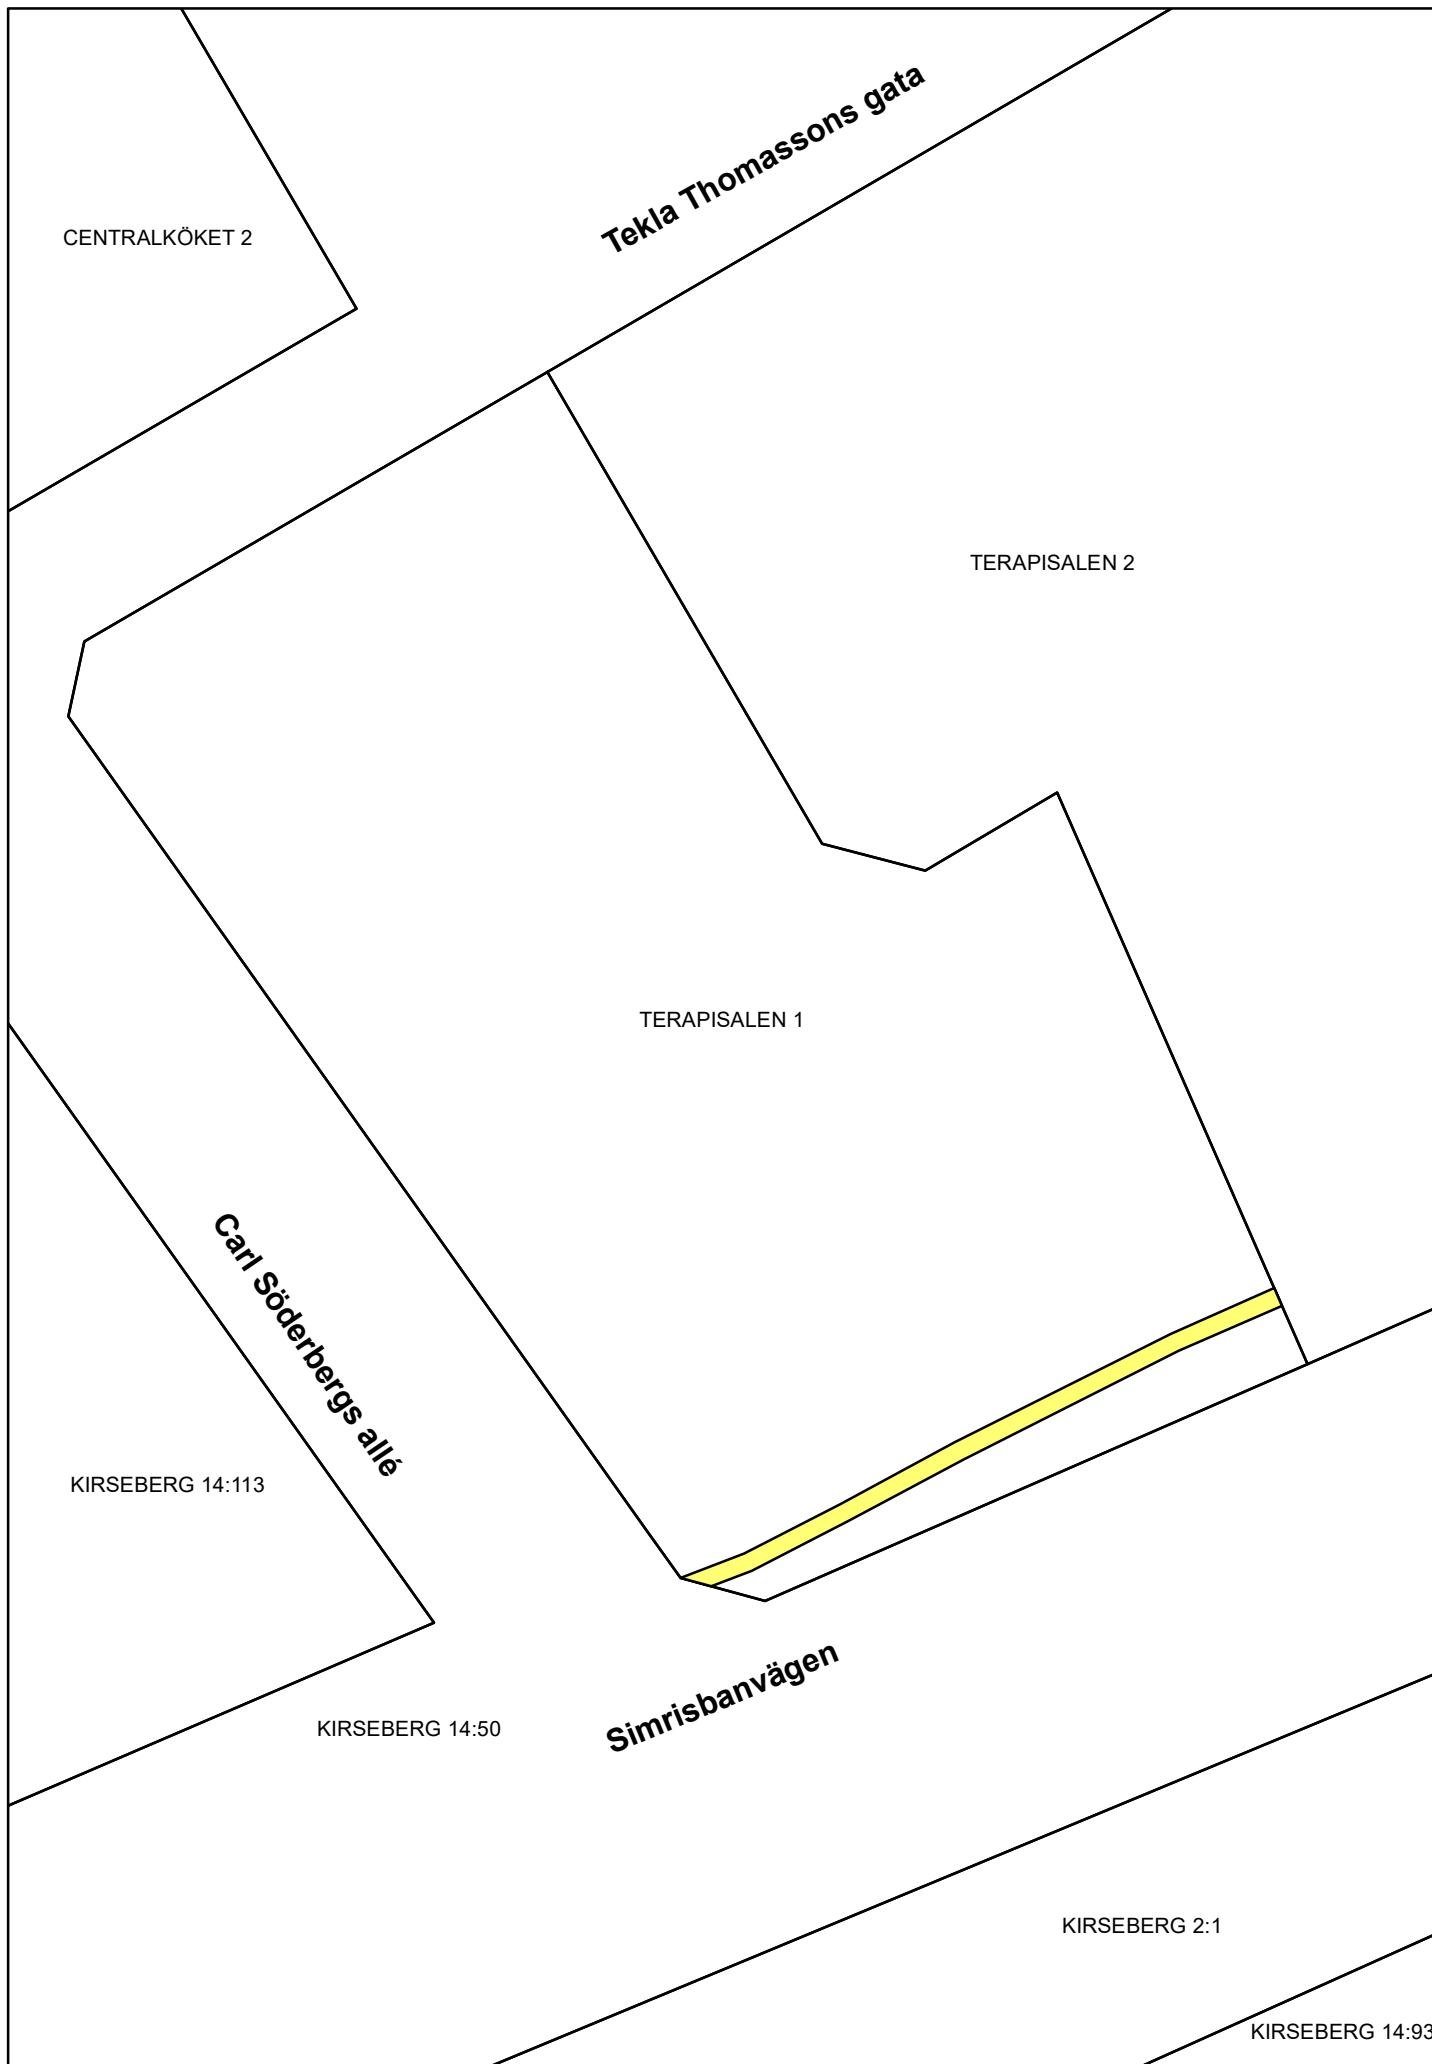 Tekla Thomassons gata
CENTRALKÖKET 2
TERAPISALEN 2
TERAPISALEN 1
Carl Söderbergs allé
KIRSEBERG 14:113
Simrisbanvägen
KIRSEBERG 14:50
KIRSEBERG 2:1
KIRSEBERG 14:93